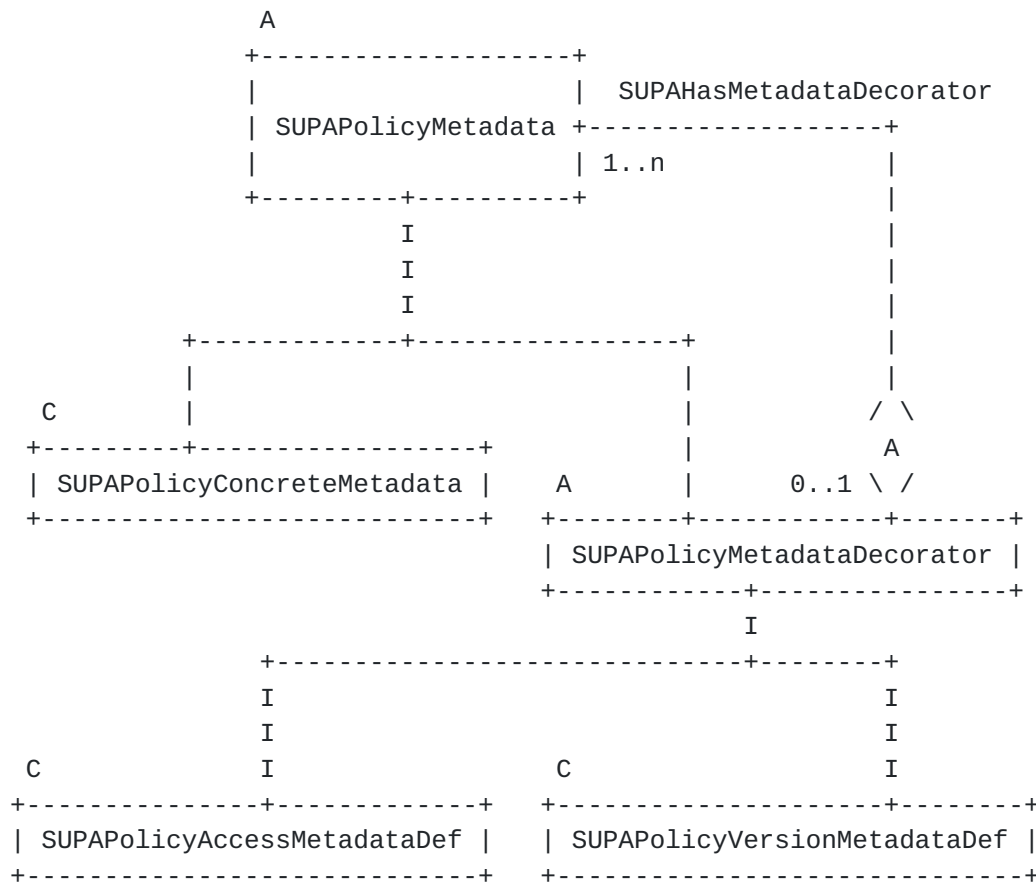 A
SUPAHasMetadataDecorator
SUPAPolicyMetadata
1..n
I
I
I
C
A
SUPAPolicyConcreteMetadata
A
0..1
SUPAPolicyMetadataDecorator
I
I I
I I
C I C I
SUPAPolicyAccessMetadataDef
SUPAPolicyVersionMetadataDef